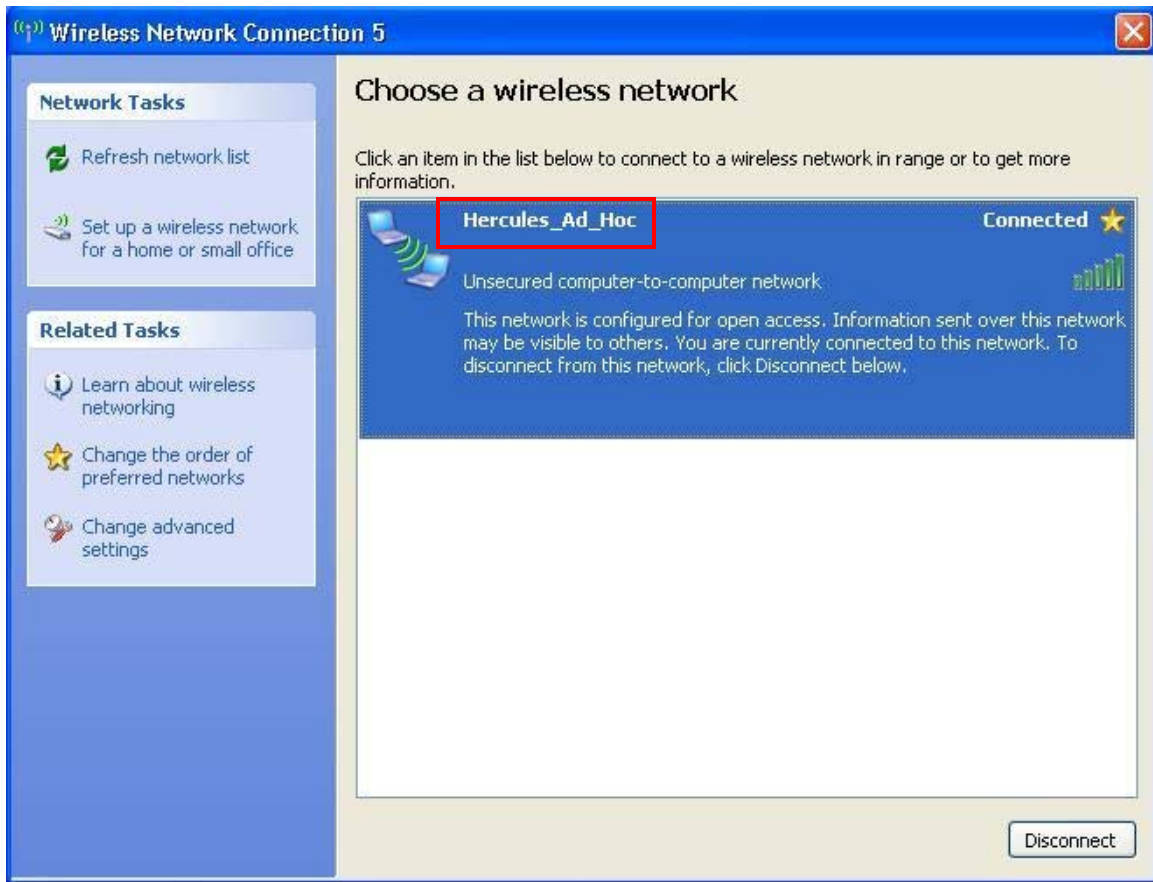 Wireless Network Connection 5
Network Tasks
Refresh network list
Set up a wireless network
for a home or small office
Related Tasks
Learn about wireless
networking
Change the order of
preferred networks
Change advanced
settings
Choose a wireless network
Click an item in the list below to connect to a wireless network in range or to get more
information.
Hercules_Ad_Hoc Connected
Unsecured computer-to-computer network
This network is configured for open access. Information sent over this network
may be visible to others. You are currently connected to this network. To
disconnect from this network, click Disconnect below.
Disconnect